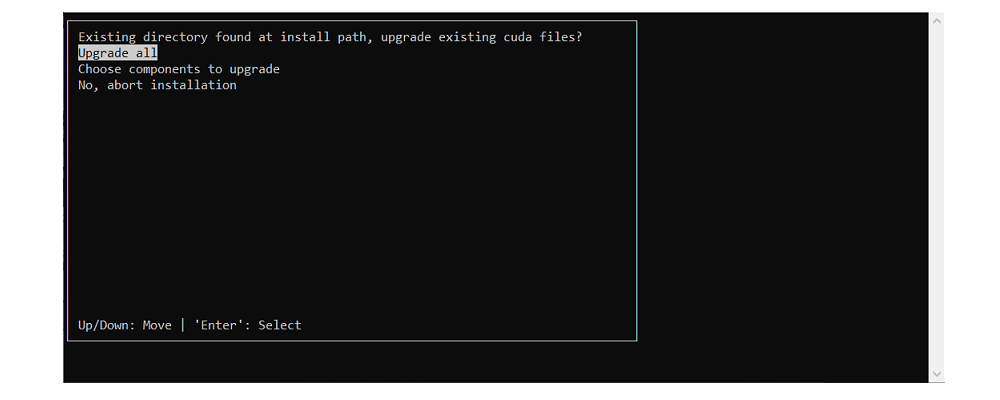 Existing directory found at install path, upgrade existing cuda files?
Upgrade all
Choose components to upgrade
No, abort installation
Up/Down: Move | 'Enter': Select